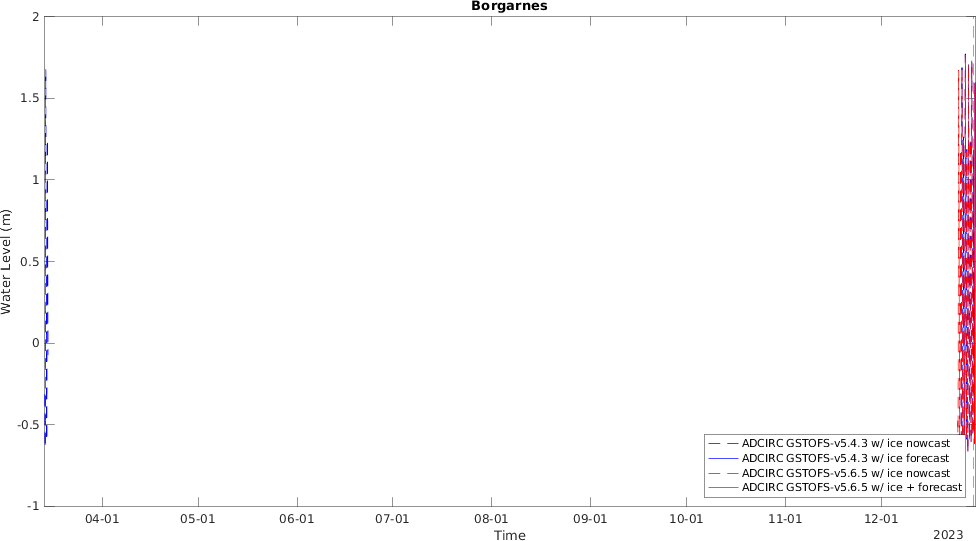 Borgarnes
2
1.5
1
0.5
0
-0.5
-1
Water Level (m)
ADCIRC GSTOFS-v5.4.3 w/ ice nowcast
ADCIRC GSTOFS-v5.4.3 w/ ice forecast
ADCIRC GSTOFS-v5.6.5 w/ ice nowcast
ADCIRC GSTOFS-v5.6.5 w/ ice + forecast
04-01 05-01 06-01 07-01 08-01 09-01 10-01 11-01 12-01
Time
2023